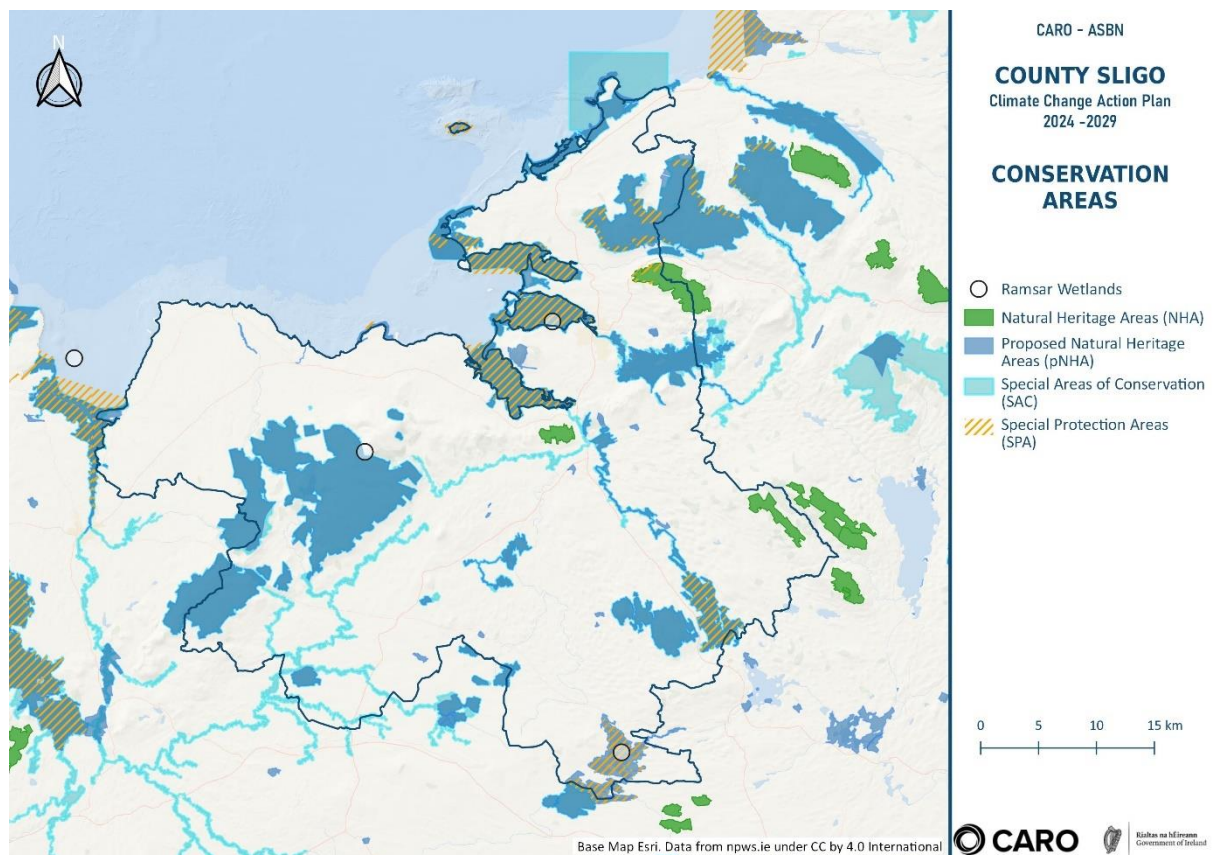 N
CARO - ASBN
COUNTY SLIGO
Climate Change Action Plan
2024 -2029
CONSERVATION
AREAS
Ramsar Wetlands
Natural Heritage Areas (NHA)
Proposed Natural Heritage
Areas (pNHA)
Special Areas of Conservation
(SAC)
Special Protection Areas
(SPA)
0 5 10 15 km
Base Map Esri. Data from npws.ie under CC by 4.0 International
CARO
Rialtas na hÉireann
Government of Ireland